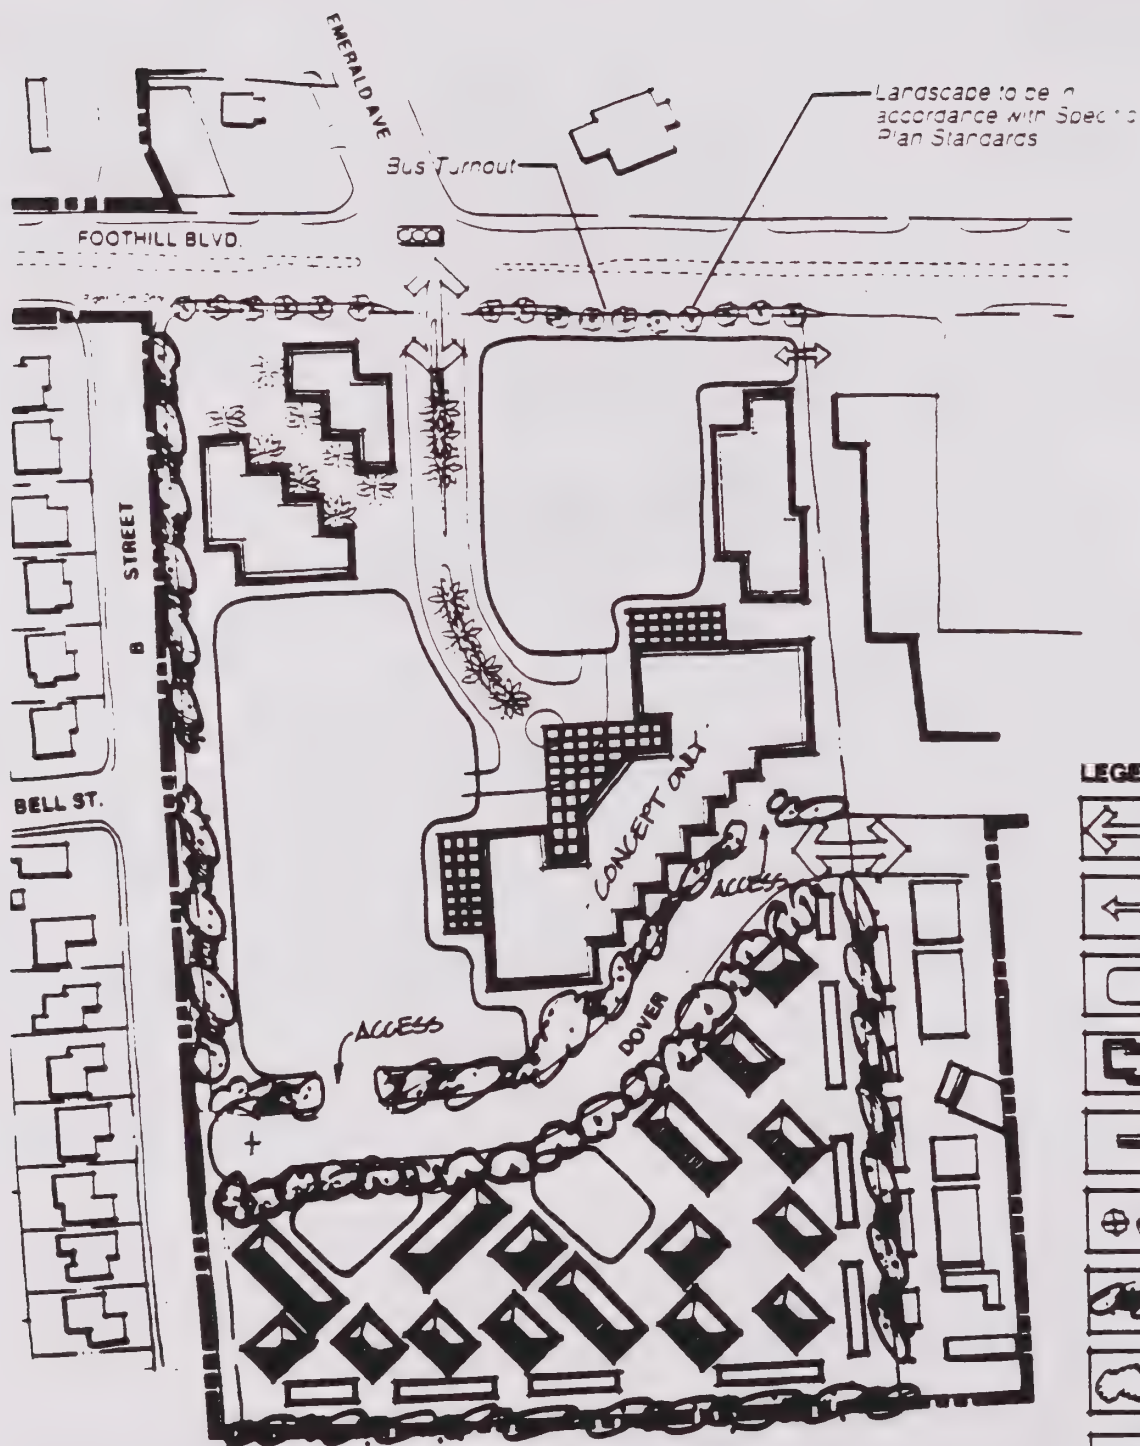 EMERALD AVE
Landscape to be in
accordance with Specific
Plan Standards
Bus Turnout
FOOTHILL BLVD.
STREET
B
BELL ST.
CONCEPT ONLY.
LEGE
ACCESS
DOVER
ACCESS